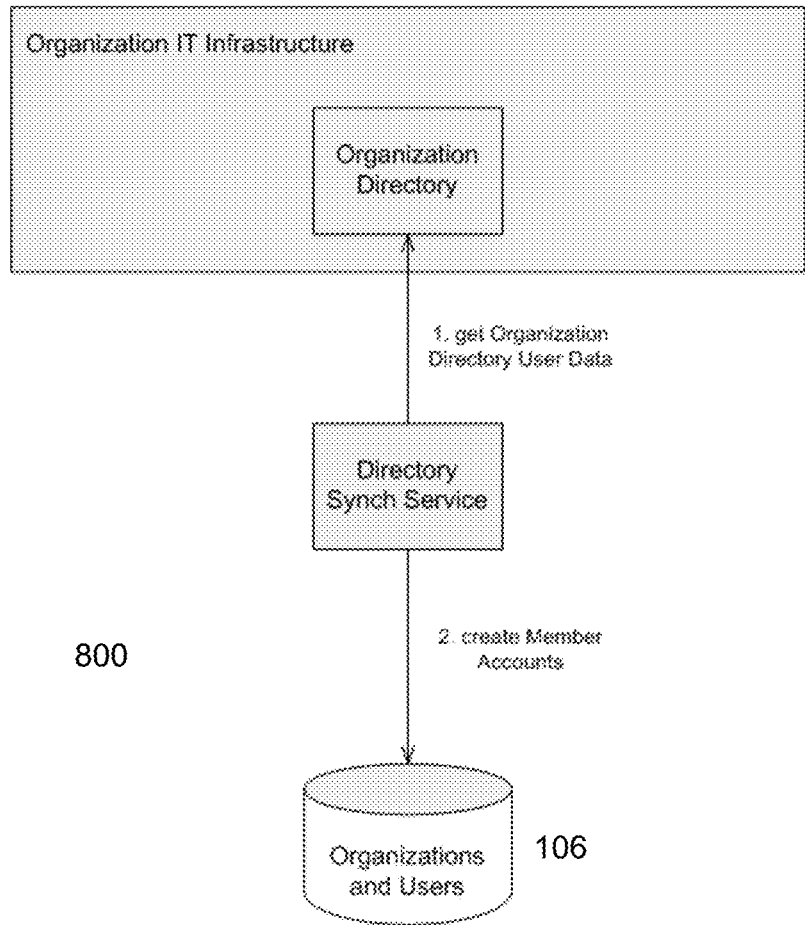 Organization IT Infrastructure
Organization
Directory
1. get Organization
Directory User Data
Directory
Synch Service
2. create Member
Accounts
800
Organizations
and Users
106